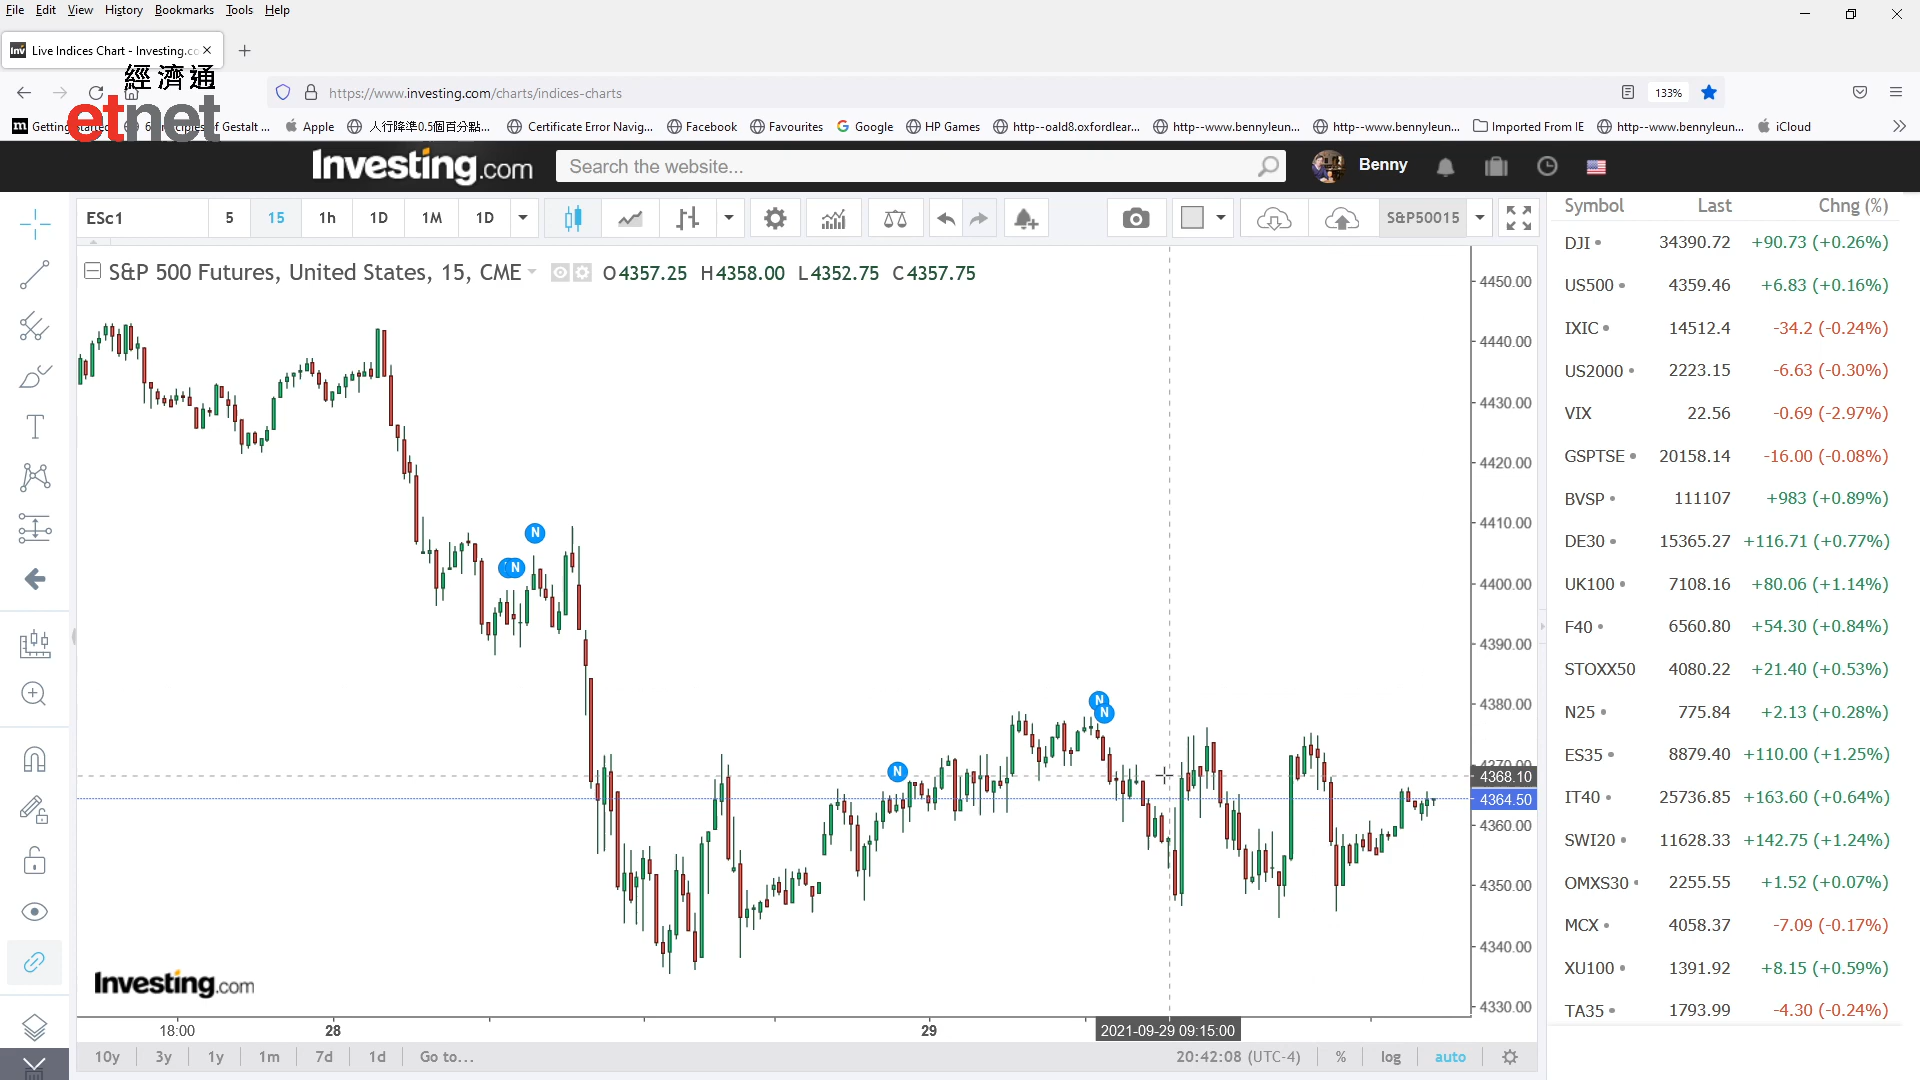 File Edit View History Bookmarks Tools Help
Live Indices Chart - Investing.co
經濟通
etnet
https://www.investing.com/charts/indices-charts
133%
Getting Started 6 Principles of Gestalt ... Apple 人行降準0.5個百分點... Certificate Error Navig... Facebook Favourites Google HP Games http--oald8.oxfordlear... http--www.bennyleun... http--www.bennyleun... Imported From IE http--www.bennyleun... iCloud
Investing.com
Search the website...
Benny
ESc1 5 15 1h 1D 1M 1D S&P50015
S&P 500 Futures, United States, 15, CME O4357.25 H4358.00 L4352.75 C4357.75
4450.00
4440.00
4430.00
4420.00
4410.00
4400.00
4390.00
4380.00
4370.00
4368.10
4364.50
4360.00
4350.00
4340.00
4330.00
N
N
N
N
N
Investing.com
18:00 28 29 2021-09-29 09:15:00
10y 3y 1y 1m 7d 1d Go to... 20:42:08 (UTC-4) % log auto
Symbol Last Chng (%)
DJI 34390.72 +90.73 (+0.26%)
US500 4359.46 +6.83 (+0.16%)
IXIC 14512.4 -34.2 (-0.24%)
US2000 2223.15 -6.63 (-0.30%)
VIX 22.56 -0.69 (-2.97%)
GSPTSE 20158.14 -16.00 (-0.08%)
BVSP 111107 +983 (+0.89%)
DE30 15365.27 +116.71 (+0.77%)
UK100 7108.16 +80.06 (+1.14%)
F40 6560.80 +54.30 (+0.84%)
STOXX50 4080.22 +21.40 (+0.53%)
N25 775.84 +2.13 (+0.28%)
ES35 8879.40 +110.00 (+1.25%)
IT40 25736.85 +163.60 (+0.64%)
SWI20 11628.33 +142.75 (+1.24%)
OMXS30 2255.55 +1.52 (+0.07%)
MCX 4058.37 -7.09 (-0.17%)
XU100 1391.92 +8.15 (+0.59%)
TA35 1793.99 -4.30 (-0.24%)